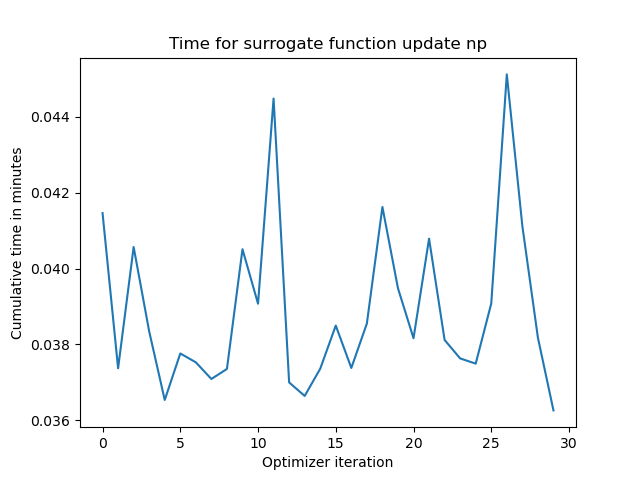 Time for surrogate function update np
Cumulative time in minutes
0.044
0.042
0.040
0.038
0.036
0 5 10 15 20 25 30
Optimizer iteration